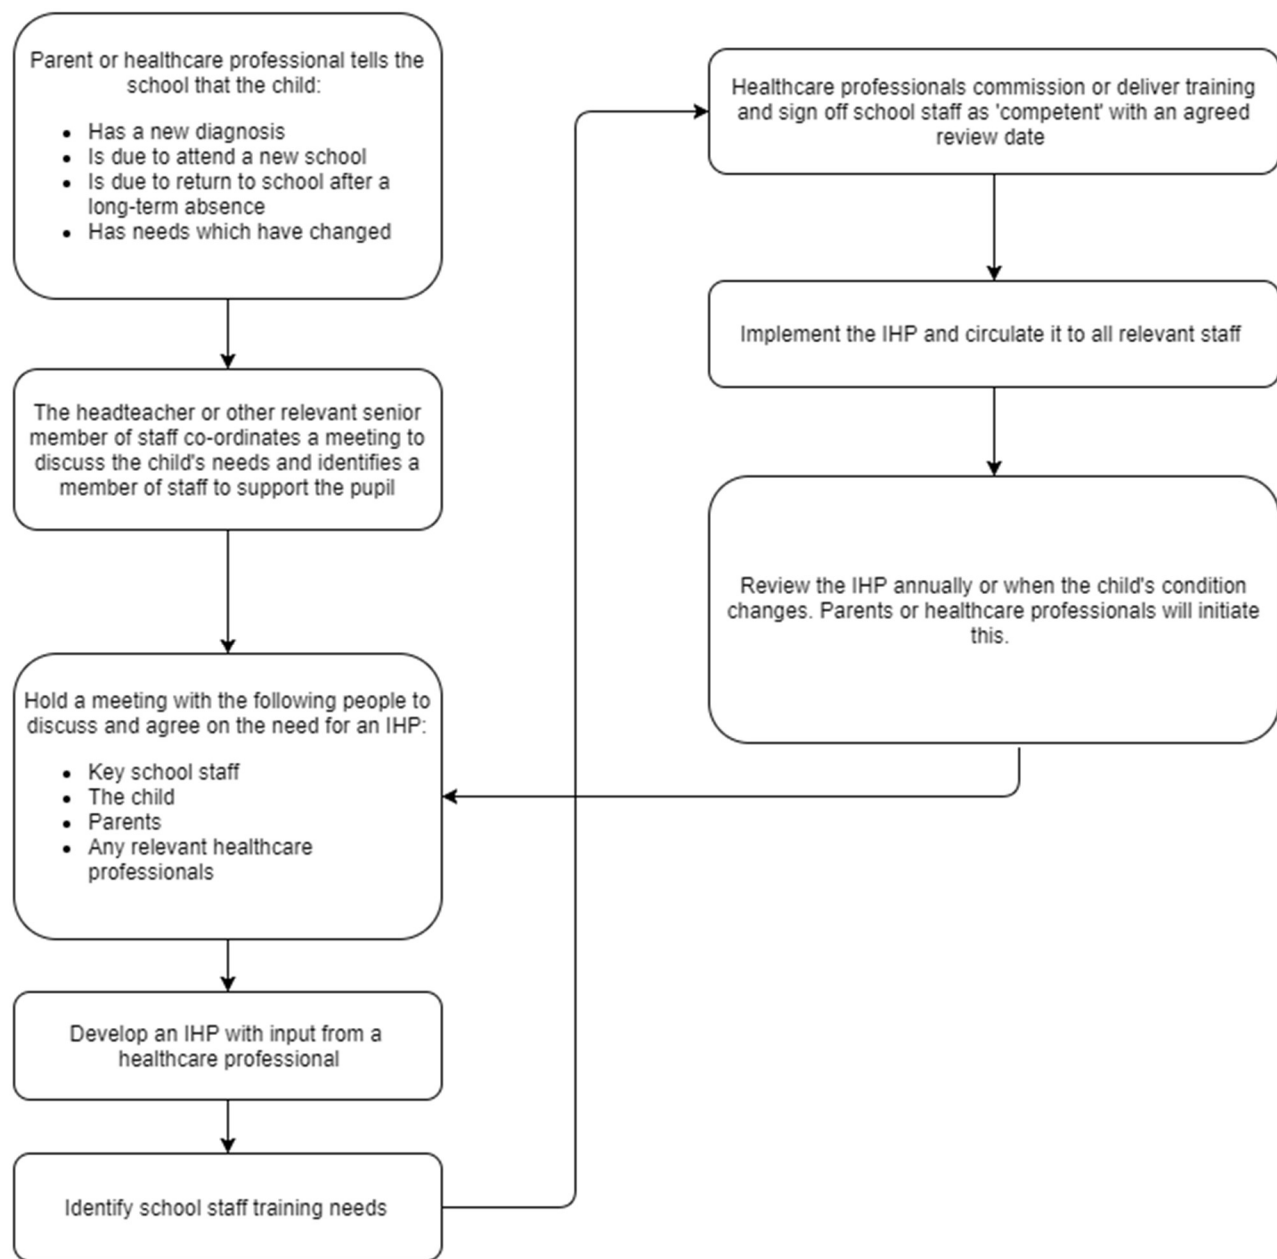 Parent or healthcare professional tells the
school that the child:
• Has a new diagnosis
• Is due to attend a new school
• Is due to return to school after a
long-term absence
• Has needs which have changed
The headteacher or other relevant senior
member of staff co-ordinates a meeting to
discuss the child's needs and identifies a
member of staff to support the pupil
Hold a meeting with the following people to
discuss and agree on the need for an IHP:
• Key school staff
• The child
• Parents
• Any relevant healthcare
professionals
Develop an IHP with input from a
healthcare professional
Identify school staff training needs
Healthcare professionals commission or deliver training
and sign off school staff as 'competent' with an agreed
review date
Implement the IHP and circulate it to all relevant staff
Review the IHP annually or when the child's condition
changes. Parents or healthcare professionals will initiate
this.